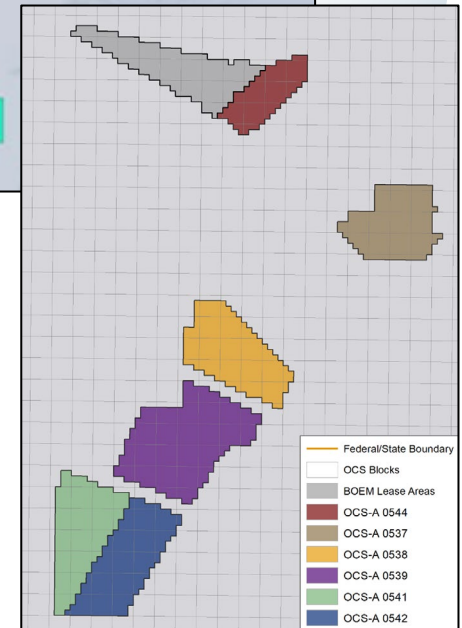 Federal/State Boundary
OCS Blocks
BOEM Lease Areas
OCS-A 0544
OCS-A 0537
OCS-A 0538
OCS-A 0539
OCS-A 0541
OCS-A 0542